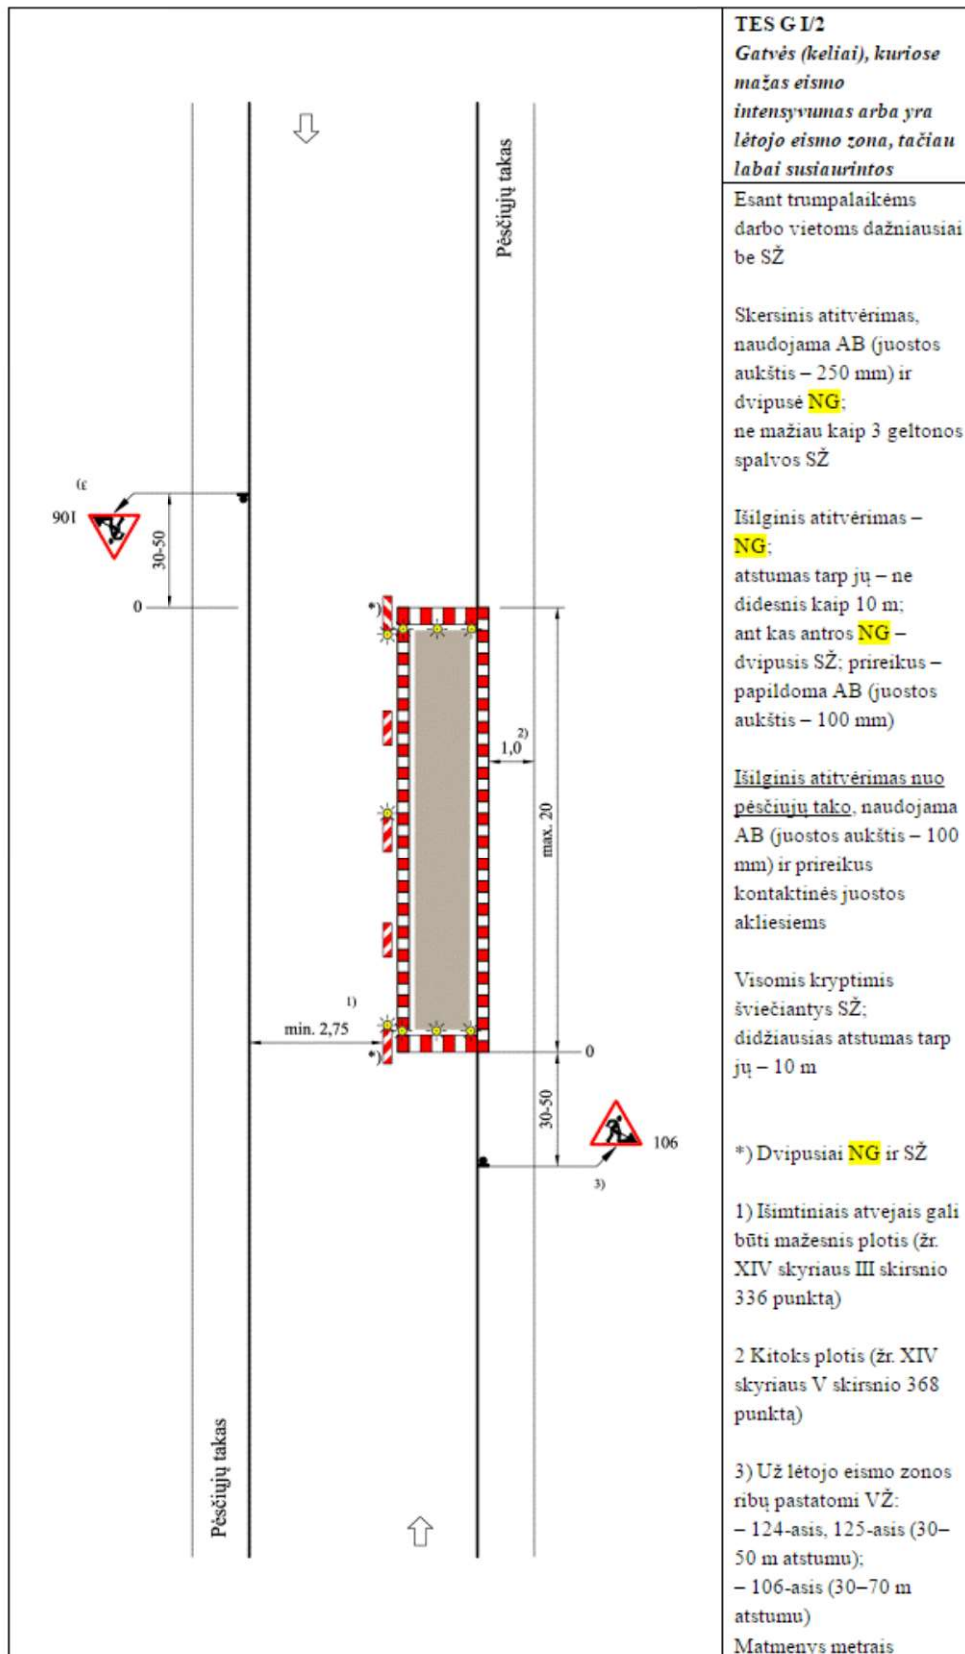 TES G I/2
Gatvės (keliai), kuriose
mažas eismo
intensyvumas arba yra
lėtojo eismo zona, tačiau
labai susiaurintos
Esant trumpalaikėms
darbo vietoms dažniausiai
be SŽ
Skersinis atitvėrimas,
naudojama AB (juostos
aukštis – 250 mm) ir
dvipusė NG;
ne mažiau kaip 3 geltonos
spalvos SŽ
Išilginis atitvėrimas –
NG;
atstumas tarp jų – ne
didesnis kaip 10 m;
ant kas antros NG –
dvipusis SŽ; prireikus –
papildoma AB (juostos
aukštis – 100 mm)
Išilginis atitvėrimas nuo
pėsčiųjų tako, naudojama
AB (juostos aukštis – 100
mm) ir prireikus
kontaktinės juostos
akliesiems
Visomis kryptimis
šviečiantys SŽ;
didžiausias atstumas tarp
jų – 10 m
*) Dvipusiai NG ir SŽ
1) Išimtiniais atvejais gali
būti mažesnis plotis (žr.
XIV skyriaus III skirsnio
336 punktą)
2 Kitoks plotis (žr. XIV
skyriaus V skirsnio 368
punktą)
3) Už lėtojo eismo zonos
ribų pastatomi VŽ:
– 124-asis, 125-asis (30–
50 m atstumu);
– 106-asis (30–70 m
atstumu)
Matmenys metrais
Pėsčiųjų takas
3)
106
30-50
0
*)
1,0 2)
max. 20
1)
min. 2,75
*)
0
30-50
106
3)
Pėsčiųjų takas